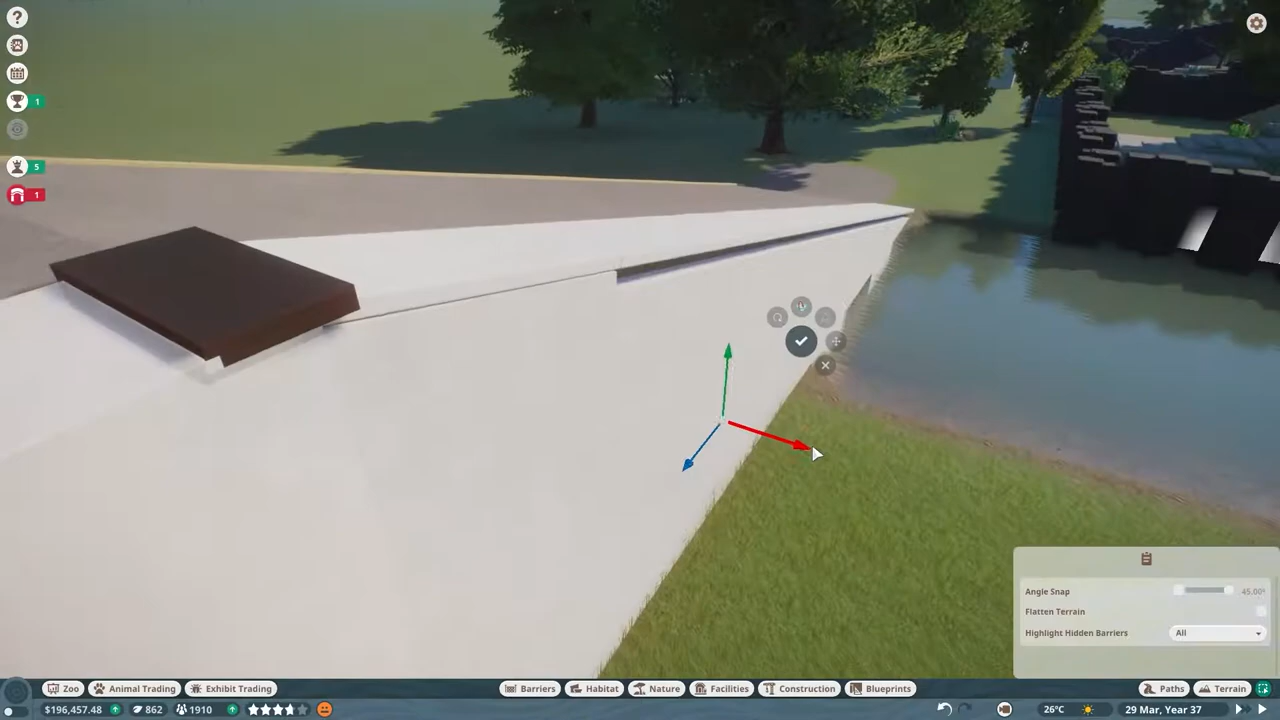 ?
1
5
1
Angle Snap 45.00°
Flatten Terrain
Highlight Hidden Barriers All
Zoo Animal Trading Exhibit Trading Barriers Habitat Nature Facilities Construction Blueprints Paths Terrain
$196,457.48 862 1910 26°C 29 Mar, Year 37